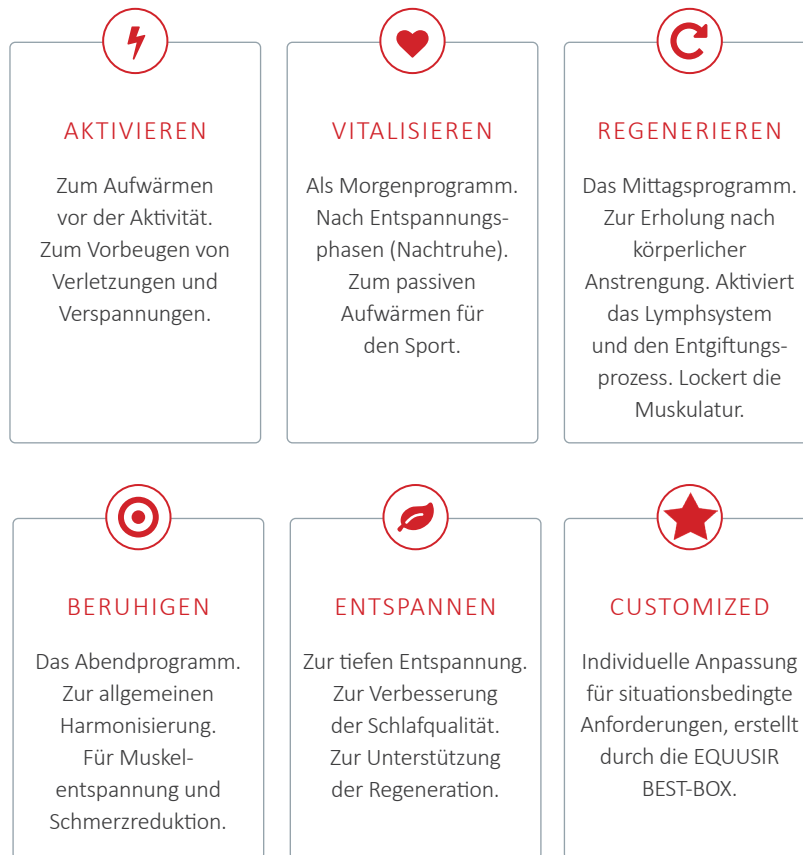 AKTIVIEREN
Zum Aufwärmen
vor der Aktivität.
Zum Vorbeugen von
Verletzungen und
Verspannungen.
VITALISIEREN
Als Morgenprogramm.
Nach Entspannungs-
phasen (Nachtruhe).
Zum passiven
Aufwärmen für
den Sport.
REGENERIEREN
Das Mittagsprogramm.
Zur Erholung nach
körperlicher
Anstrengung. Aktiviert
das Lymphsystem
und den Entgiftungs-
prozess. Lockert die
Muskulatur.
BERUHIGEN
Das Abendprogramm.
Zur allgemeinen
Harmonisierung.
Für Muskel-
entspannung und
Schmerzreduktion.
ENTSPANNEN
Zur tiefen Entspannung.
Zur Verbesserung
der Schlafqualität.
Zur Unterstützung
der Regeneration.
CUSTOMIZED
Individuelle Anpassung
für situationsbedingte
Anforderungen, erstellt
durch die EQUUSIR
BEST-BOX.